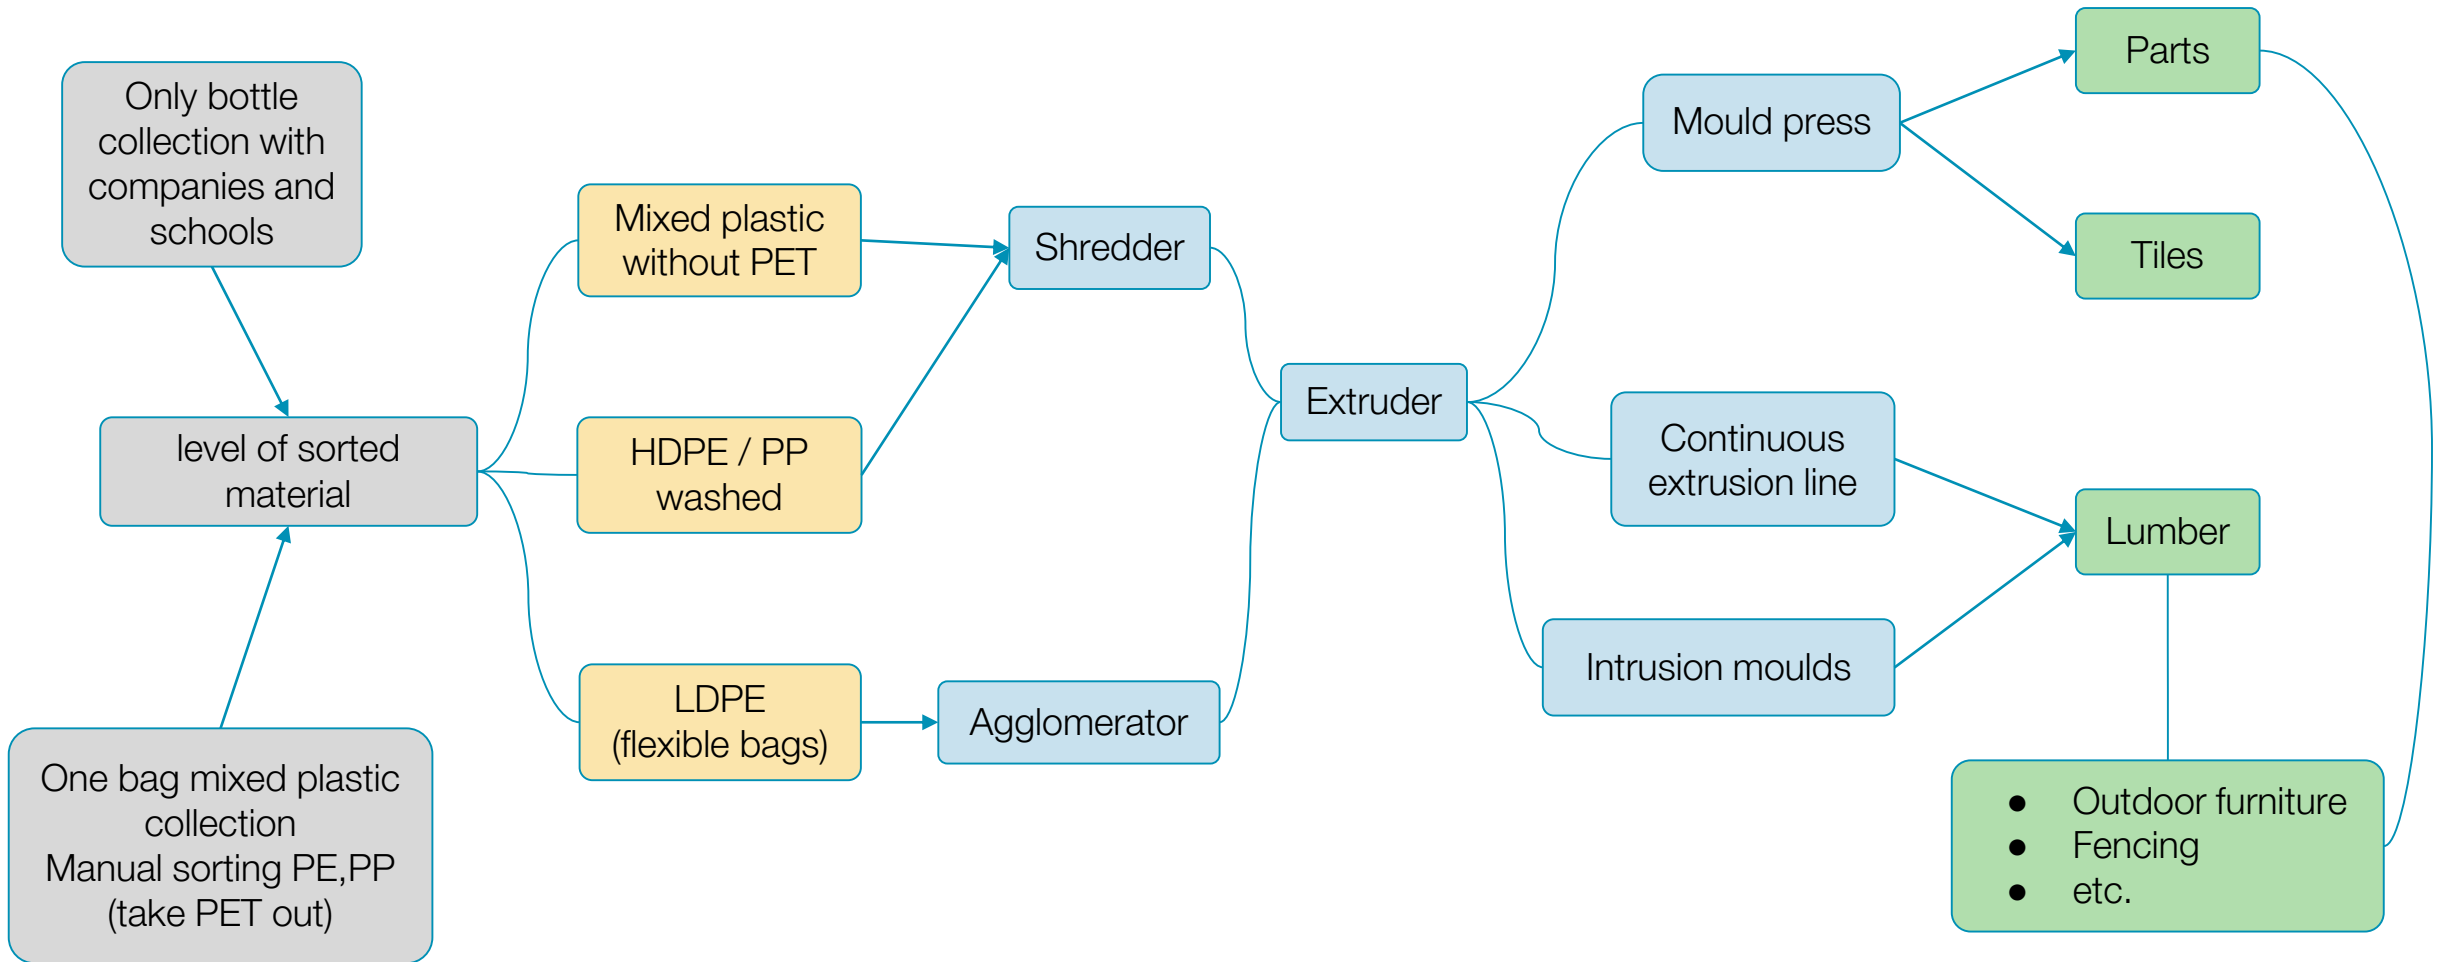 Only bottle
collection with
companies and
schools
level of sorted
material
One bag mixed plastic
collection
Manual sorting PE,PP
(take PET out)
Mixed plastic
without PET
HDPE / PP
washed
LDPE
(flexible bags)
Shredder
Agglomerator
Extruder
Mould press
Continuous
extrusion line
Intrusion moulds
Parts
Tiles
Lumber
● Outdoor furniture
● Fencing
● etc.